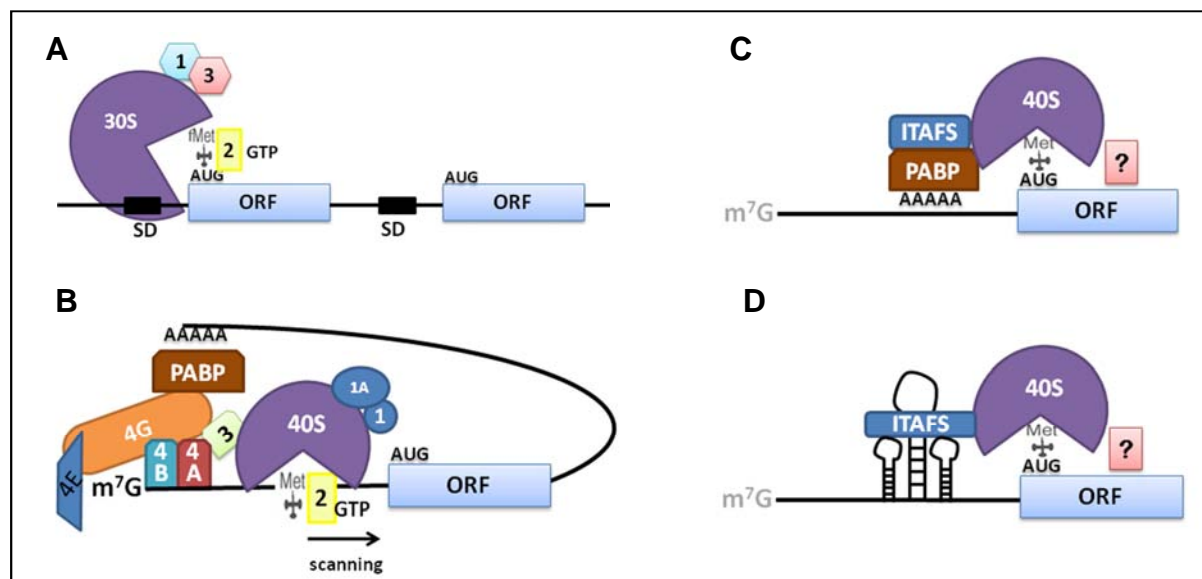 A
1
3
30S
fMet
2 GTP
AUG
AUG
ORF
ORF
SD
SD
B
AAAAA
PABP
4G
3
4E
4
B
4
A
m⁷G
40S
1A
1
Met
2
GTP
AUG
ORF
scanning
C
40S
ITAFS
PABP
AAAAA
Met
AUG
?
m⁷G
ORF
D
40S
ITAFS
Met
AUG
?
m⁷G
ORF